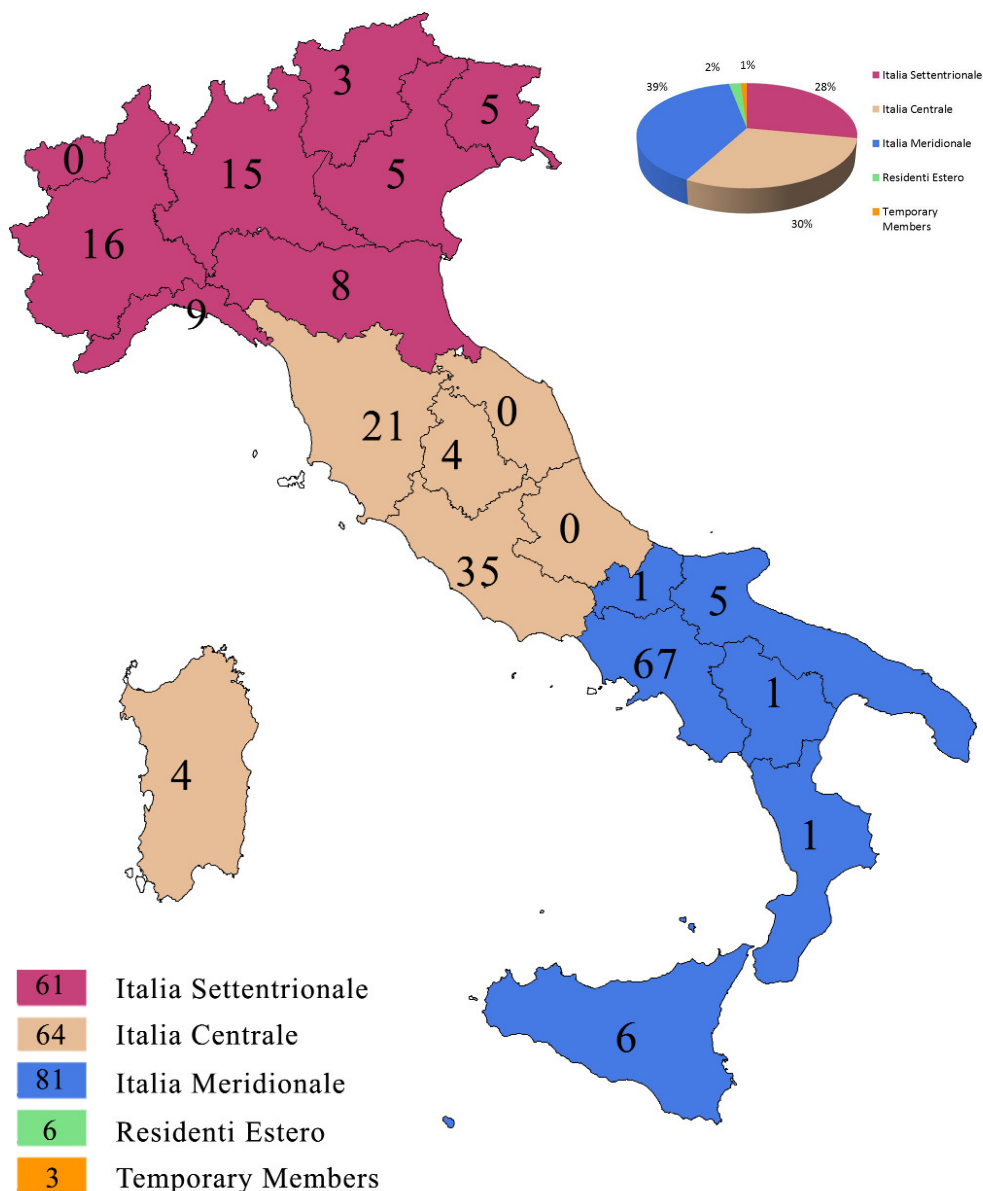 3
5
0
15
5
16
8
9
21
0
4
0
35
1
5
67
1
4
1
6
2%
1%
39%
28%
30%
Italia Settentrionale
Italia Centrale
Italia Meridionale
Residenti Estero
Temporary
Members
61 Italia Settentrionale
64 Italia Centrale
81 Italia Meridionale
6 Residenti Estero
3 Temporary Members